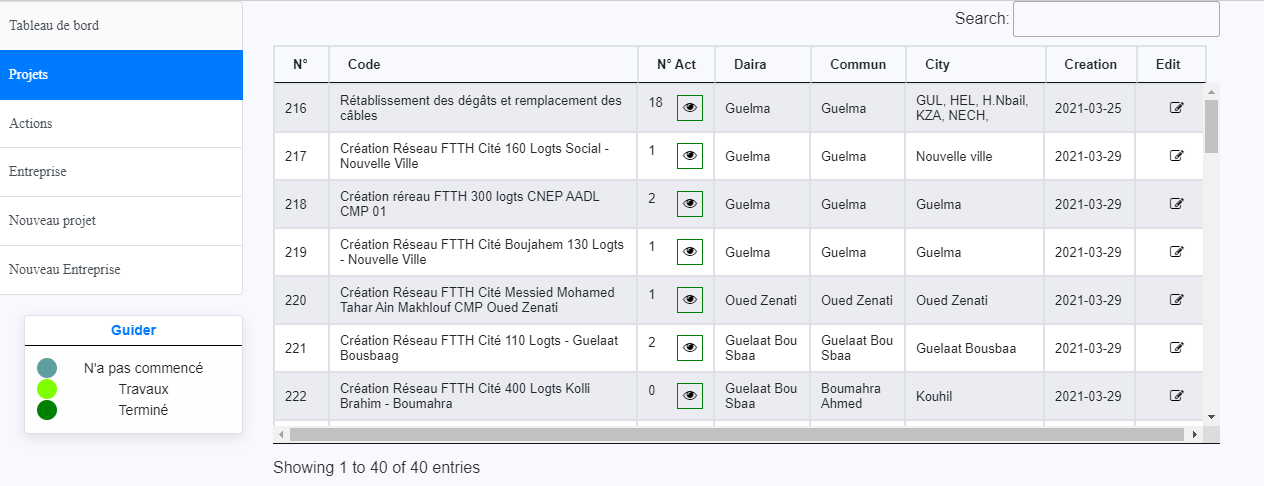 Tableau de bord
Projets
Actions
Entreprise
Nouveau projet
Nouveau Entreprise
Guider
N'a pas commencé
Travaux
Terminé
Search:
N° Code N° Act Daira Commun City Creation Edit
216 Rétablissement des dégâts et remplacement des câbles 18 Guelma Guelma GUL, HEL, H.Nbail, KZA, NECH, 2021-03-25
217 Création Réseau FTTH Cité 160 Logts Social - Nouvelle Ville 1 Guelma Guelma Nouvelle ville 2021-03-29
218 Création réreau FTTH 300 logts CNEP AADL CMP 01 2 Guelma Guelma Guelma 2021-03-29
219 Création Réseau FTTH Cité Boujahem 130 Logts - Nouvelle Ville 1 Guelma Guelma Guelma 2021-03-29
220 Création Réseau FTTH Cité Messied Mohamed Tahar Ain Makhlouf CMP Oued Zenati 1 Oued Zenati Oued Zenati Oued Zenati 2021-03-29
221 Création Réseau FTTH Cité 110 Logts - Guelaat Bousbaag 2 Guelaat Bou Sbaa Guelaat Bou Sbaa Guelaat Bousbaa 2021-03-29
222 Création Réseau FTTH Cité 400 Logts Kolli Brahim - Boumahra 0 Guelaat Bou Sbaa Boumahra Ahmed Kouhil 2021-03-29
Showing 1 to 40 of 40 entries